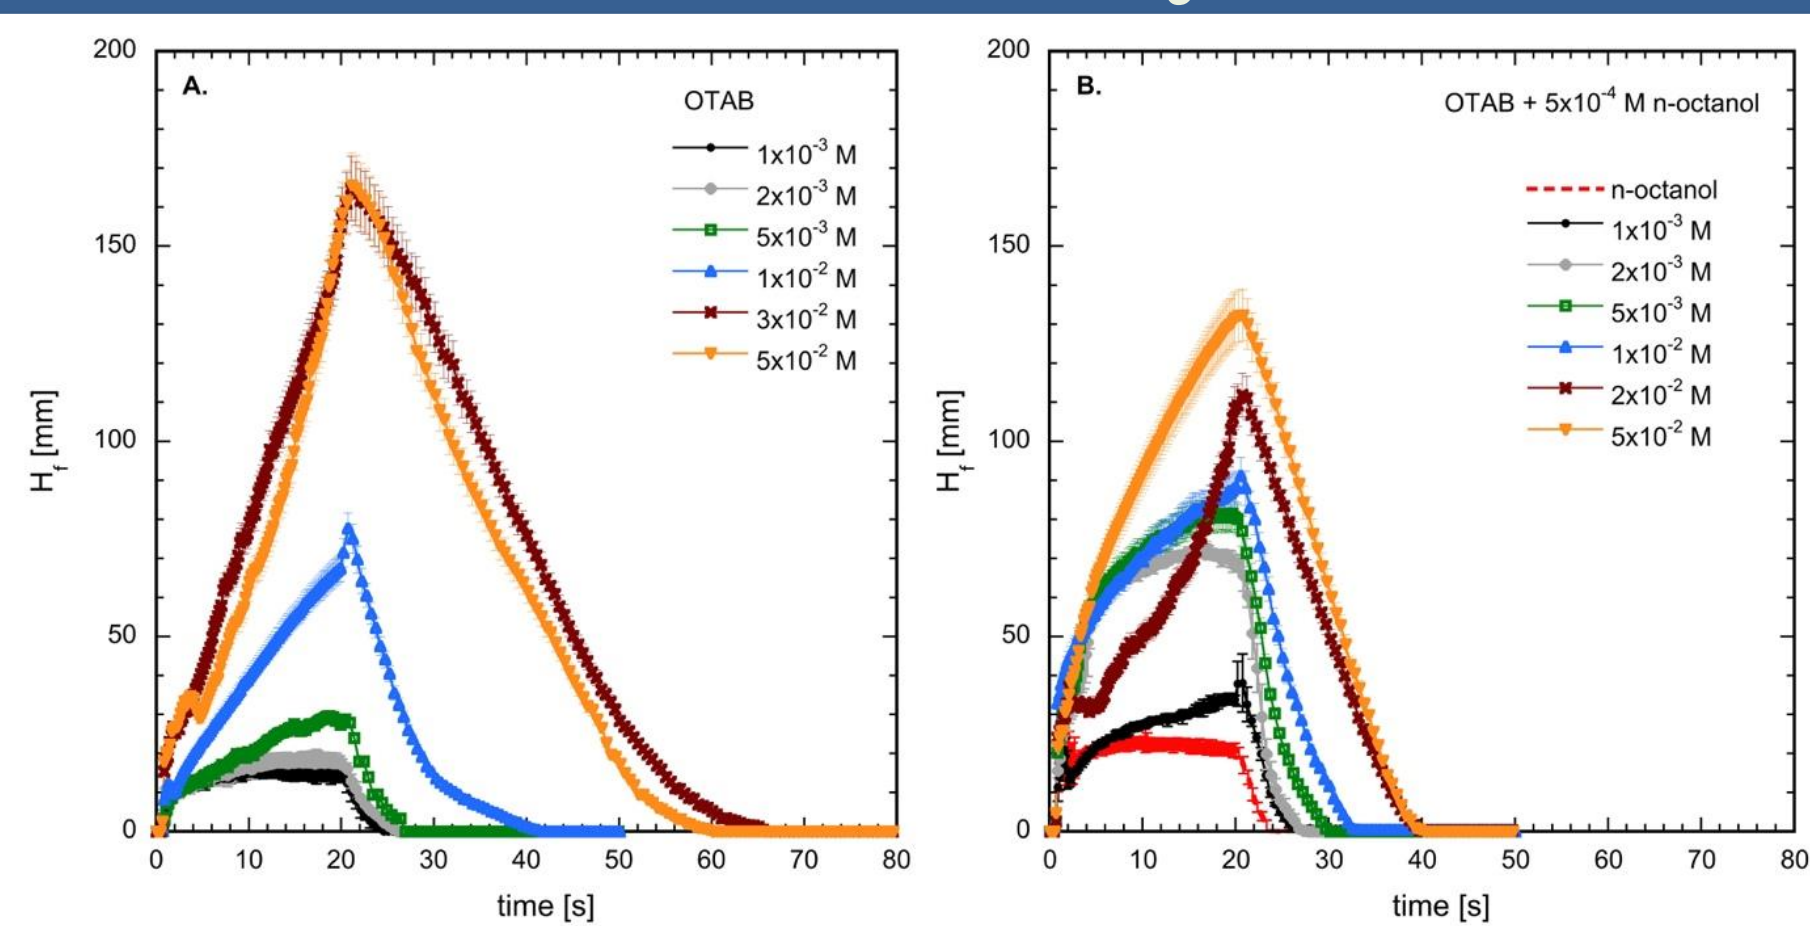 A.
OTAB
1x10⁻³ M
2x10⁻³ M
5x10⁻³ M
1x10⁻² M
3x10⁻² M
5x10⁻² M
200
150
100
50
0
H_f [mm]
0 10 20 30 40 50 60 70 80
time [s]
B.
OTAB + 5x10⁻⁴ M n-octanol
n-octanol
1x10⁻³ M
2x10⁻³ M
5x10⁻³ M
1x10⁻² M
2x10⁻² M
5x10⁻² M
200
150
100
50
0
H_f [mm]
0 10 20 30 40 50 60 70 80
time [s]